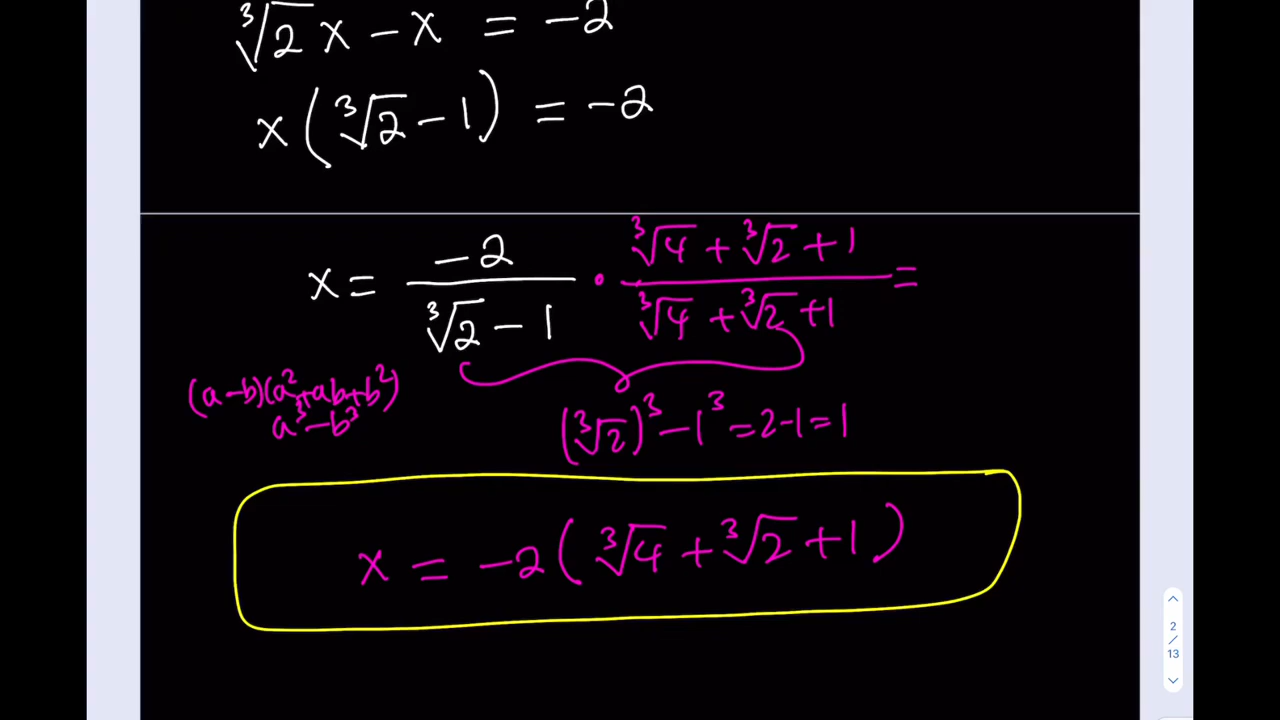 ∛2 x − x = −2
x(∛2 − 1) = −2
x = −2/(∛2 − 1) · (∛4 + ∛2 + 1)/(∛4 + ∛2 + 1) =
(a−b)(a²+ab+b²)
a³−b³
(∛2)³ − 1³ = 2-1 = 1
x = −2(∛4 + ∛2 + 1)
2
/
13